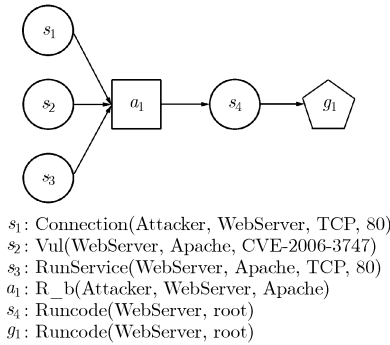 s1
s2 a1 s4 g1
s3
s1: Connection(Attacker, WebServer, TCP, 80)
s2: Vul(WebServer, Apache, CVE-2006-3747)
s3: RunService(WebServer, Apache, TCP, 80)
a1: R_b(Attacker, WebServer, Apache)
s4: Runcode(WebServer, root)
g1: Runcode(WebServer, root)